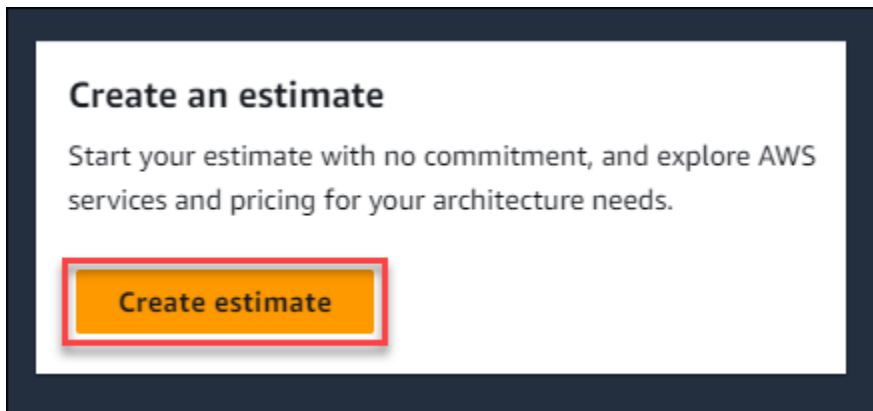 Create an estimate
Start your estimate with no commitment, and explore AWS
services and pricing for your architecture needs.
Create estimate